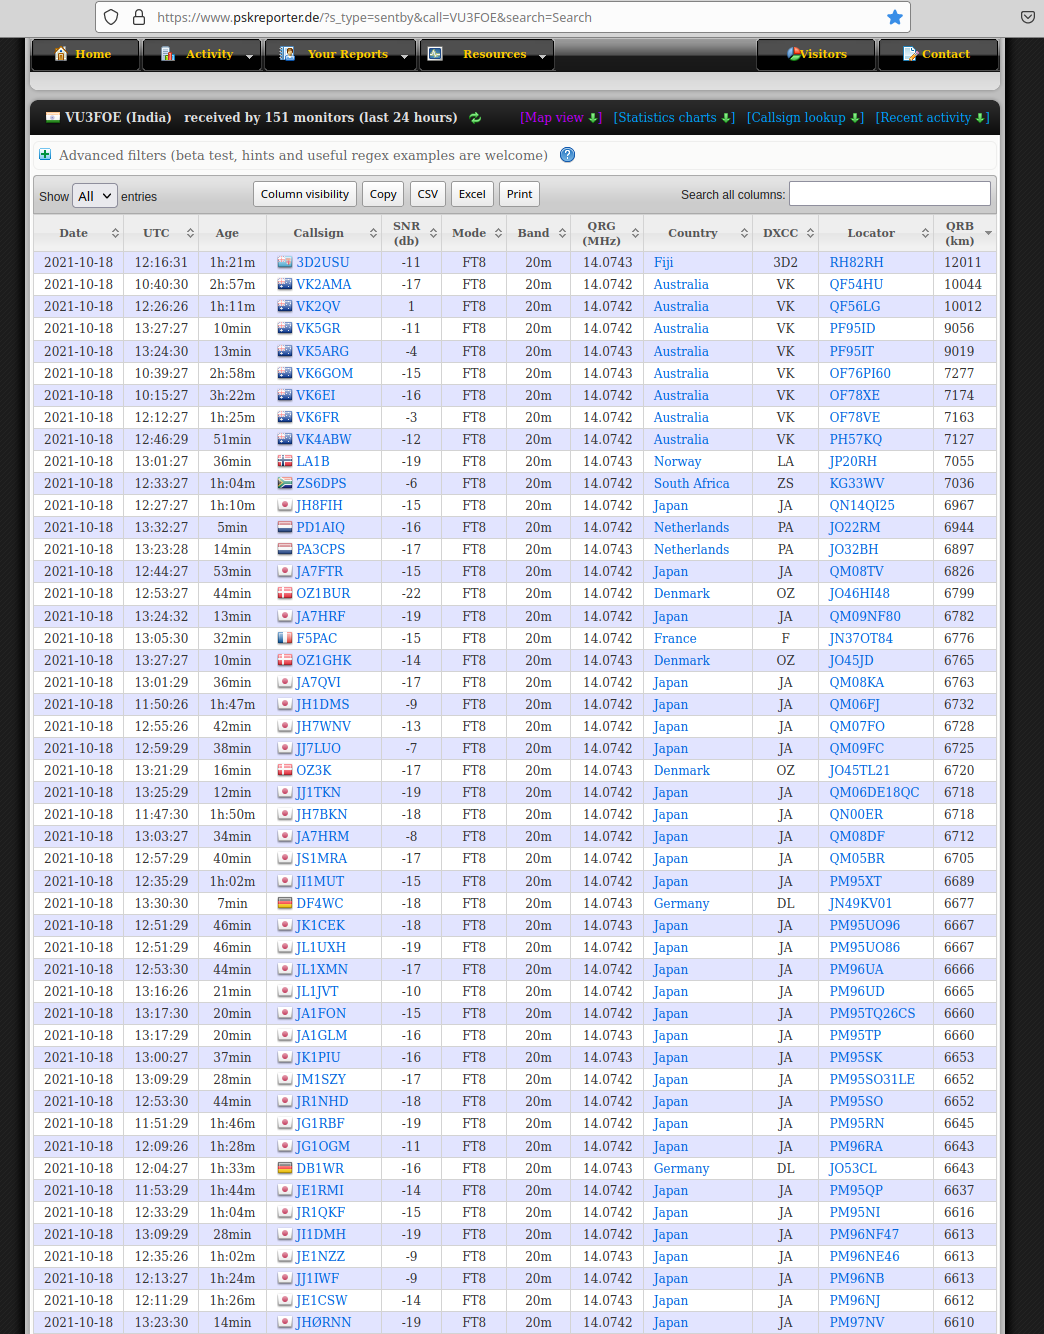 https://www.pskreporter.de/?s_type=sentby&call=VU3FOE&search=Search
Home Activity Your Reports Resources Visitors Contact
VU3FOE (India) received by 151 monitors (last 24 hours) [Map view ] [Statistics charts ] [Callsign lookup ] [Recent activity ]
Advanced filters (beta test, hints and useful regex examples are welcome) ?
Show All entries Column visibility Copy CSV Excel Print Search all columns:
Date UTC Age Callsign SNR (db) Mode Band QRG (MHz) Country DXCC Locator QRB (km)
2021-10-18 12:16:31 1h:21m 3D2USU -11 FT8 20m 14.0743 Fiji 3D2 RH82RH 12011
2021-10-18 10:40:30 2h:57m VK2AMA -17 FT8 20m 14.0742 Australia VK QF54HU 10044
2021-10-18 12:26:26 1h:11m VK2QV 1 FT8 20m 14.0742 Australia VK QF56LG 10012
2021-10-18 13:27:27 10min VK5GR -11 FT8 20m 14.0742 Australia VK PF95ID 9056
2021-10-18 13:24:30 13min VK5ARG -4 FT8 20m 14.0743 Australia VK PF95IT 9019
2021-10-18 10:39:27 2h:58m VK6GOM -15 FT8 20m 14.0742 Australia VK OF76PI60 7277
2021-10-18 10:15:27 3h:22m VK6EI -16 FT8 20m 14.0742 Australia VK OF78XE 7174
2021-10-18 12:12:27 1h:25m VK6FR -3 FT8 20m 14.0742 Australia VK OF78VE 7163
2021-10-18 12:46:29 51min VK4ABW -12 FT8 20m 14.0742 Australia VK PH57KQ 7127
2021-10-18 13:01:27 36min LA1B -19 FT8 20m 14.0743 Norway LA JP20RH 7055
2021-10-18 12:33:27 1h:04m ZS6DPS -6 FT8 20m 14.0742 South Africa ZS KG33WV 7036
2021-10-18 12:27:27 1h:10m JH8FIH -15 FT8 20m 14.0742 Japan JA QN14QI25 6967
2021-10-18 13:32:27 5min PD1AIQ -16 FT8 20m 14.0742 Netherlands PA JO22RM 6944
2021-10-18 13:23:28 14min PA3CPS -17 FT8 20m 14.0743 Netherlands PA JO32BH 6897
2021-10-18 12:44:27 53min JA7FTR -15 FT8 20m 14.0742 Japan JA QM08TV 6826
2021-10-18 12:53:27 44min OZ1BUR -22 FT8 20m 14.0742 Denmark OZ JO46HI48 6799
2021-10-18 13:24:32 13min JA7HRF -19 FT8 20m 14.0742 Japan JA QM09NF80 6782
2021-10-18 13:05:30 32min F5PAC -15 FT8 20m 14.0742 France F JN37OT84 6776
2021-10-18 13:27:27 10min OZ1GHK -14 FT8 20m 14.0743 Denmark OZ JO45JD 6765
2021-10-18 13:01:29 36min JA7QVI -17 FT8 20m 14.0742 Japan JA QM08KA 6763
2021-10-18 11:50:26 1h:47m JH1DMS -9 FT8 20m 14.0742 Japan JA QM06FJ 6732
2021-10-18 12:55:26 42min JH7WNV -13 FT8 20m 14.0742 Japan JA QM07FO 6728
2021-10-18 12:59:29 38min JJ7LUO -7 FT8 20m 14.0742 Japan JA QM09FC 6725
2021-10-18 13:21:29 16min OZ3K -17 FT8 20m 14.0743 Denmark OZ JO45TL21 6720
2021-10-18 13:25:29 12min JJ1TKN -19 FT8 20m 14.0742 Japan JA QM06DE18QC 6718
2021-10-18 11:47:30 1h:50m JH7BKN -18 FT8 20m 14.0742 Japan JA QN00ER 6718
2021-10-18 13:03:27 34min JA7HRM -8 FT8 20m 14.0742 Japan JA QM08DF 6712
2021-10-18 12:57:29 40min JS1MRA -17 FT8 20m 14.0742 Japan JA QM05BR 6705
2021-10-18 12:35:29 1h:02m JI1MUT -15 FT8 20m 14.0742 Japan JA PM95XT 6689
2021-10-18 13:30:30 7min DF4WC -18 FT8 20m 14.0743 Germany DL JN49KV01 6677
2021-10-18 12:51:29 46min JK1CEK -18 FT8 20m 14.0743 Japan JA PM95UO96 6667
2021-10-18 12:51:29 46min JL1UXH -19 FT8 20m 14.0742 Japan JA PM95UO86 6667
2021-10-18 12:53:30 44min JL1XMN -17 FT8 20m 14.0742 Japan JA PM96UA 6666
2021-10-18 13:16:26 21min JL1JVT -10 FT8 20m 14.0742 Japan JA PM96UD 6665
2021-10-18 13:17:30 20min JA1FON -15 FT8 20m 14.0742 Japan JA PM95TQ26CS 6660
2021-10-18 13:17:29 20min JA1GLM -16 FT8 20m 14.0743 Japan JA PM95TP 6660
2021-10-18 13:00:27 37min JK1PIU -16 FT8 20m 14.0742 Japan JA PM95SK 6653
2021-10-18 13:09:29 28min JM1SZY -17 FT8 20m 14.0742 Japan JA PM95SO31LE 6652
2021-10-18 12:53:30 44min JR1NHD -18 FT8 20m 14.0742 Japan JA PM95SO 6652
2021-10-18 11:51:29 1h:46m JG1RBF -19 FT8 20m 14.0742 Japan JA PM95RN 6645
2021-10-18 12:09:26 1h:28m JG1OGM -11 FT8 20m 14.0742 Japan JA PM96RA 6643
2021-10-18 12:04:27 1h:33m DB1WR -16 FT8 20m 14.0743 Germany DL JO53CL 6643
2021-10-18 11:53:29 1h:44m JE1RMI -14 FT8 20m 14.0742 Japan JA PM95QP 6637
2021-10-18 12:33:29 1h:04m JR1QKF -15 FT8 20m 14.0742 Japan JA PM95NI 6616
2021-10-18 13:09:29 28min JI1DMH -19 FT8 20m 14.0742 Japan JA PM96NF47 6613
2021-10-18 12:35:26 1h:02m JE1NZZ -9 FT8 20m 14.0743 Japan JA PM96NE46 6613
2021-10-18 12:13:27 1h:24m JJ1IWF -9 FT8 20m 14.0742 Japan JA PM96NB 6613
2021-10-18 12:11:29 1h:26m JE1CSW -14 FT8 20m 14.0743 Japan JA PM96NJ 6612
2021-10-18 13:23:30 14min JHØRNN -19 FT8 20m 14.0742 Japan JA PM97NV 6610